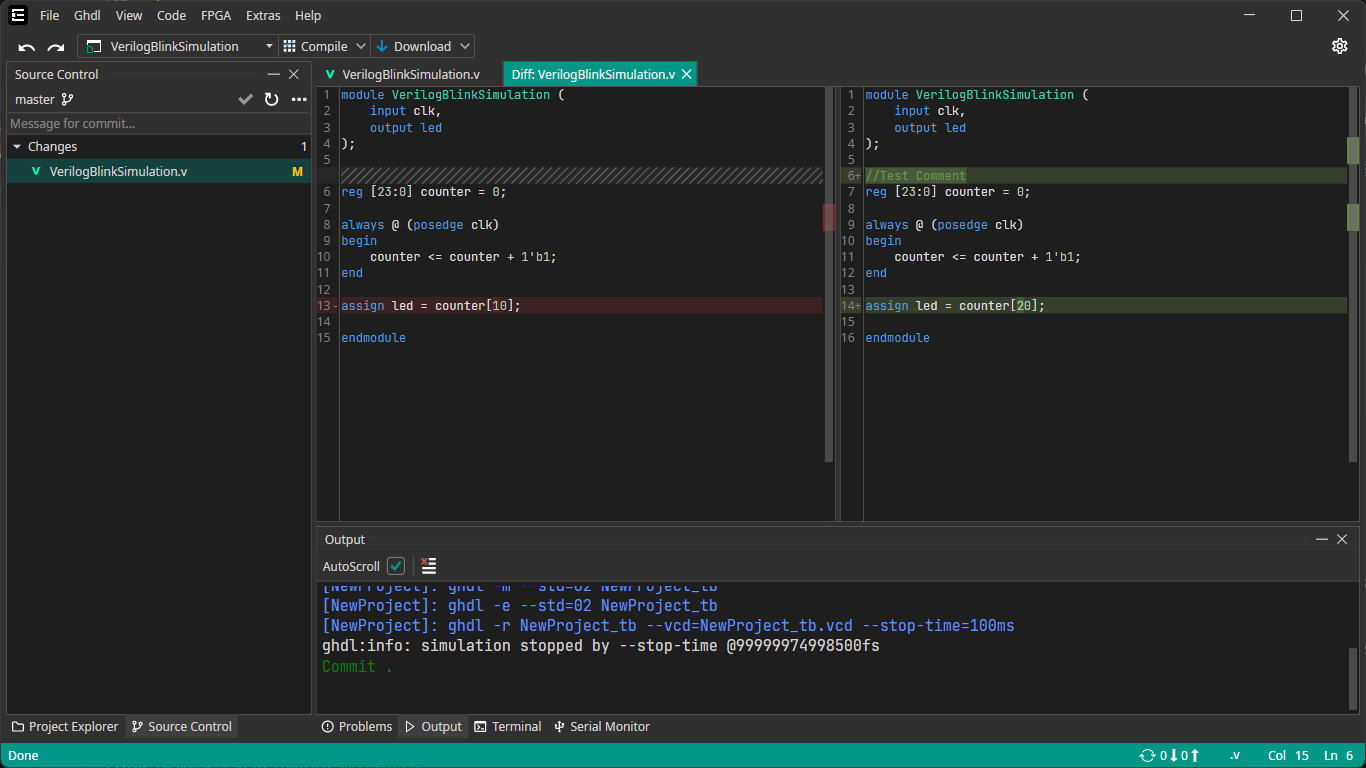 File Ghdl View Code FPGA Extras Help
VerilogBlinkSimulation Compile Download
Source Control
master
Message for commit...
Changes 1
VerilogBlinkSimulation.v M
VerilogBlinkSimulation.v Diff: VerilogBlinkSimulation.v
1 module VerilogBlinkSimulation (
2 input clk,
3 output led
4 );
5
6 reg [23:0] counter = 0;
7
8 always @ (posedge clk)
9 begin
10 counter <= counter + 1'b1;
11 end
12
13- assign led = counter[10];
14
15 endmodule
1 module VerilogBlinkSimulation (
2 input clk,
3 output led
4 );
5
6+ //Test Comment
7 reg [23:0] counter = 0;
8
9 always @ (posedge clk)
10 begin
11 counter <= counter + 1'b1;
12 end
13
14+ assign led = counter[20];
15
16 endmodule
Output
AutoScroll
[NewProject]: ghdl -m --std=02 NewProject_tb
[NewProject]: ghdl -e --std=02 NewProject_tb
[NewProject]: ghdl -r NewProject_tb --vcd=NewProject_tb.vcd --stop-time=100ms
ghdl:info: simulation stopped by --stop-time @99999974998500fs
Commit .
Project Explorer Source Control
Problems Output Terminal Serial Monitor
Done 0 0 .v Col 15 Ln 6